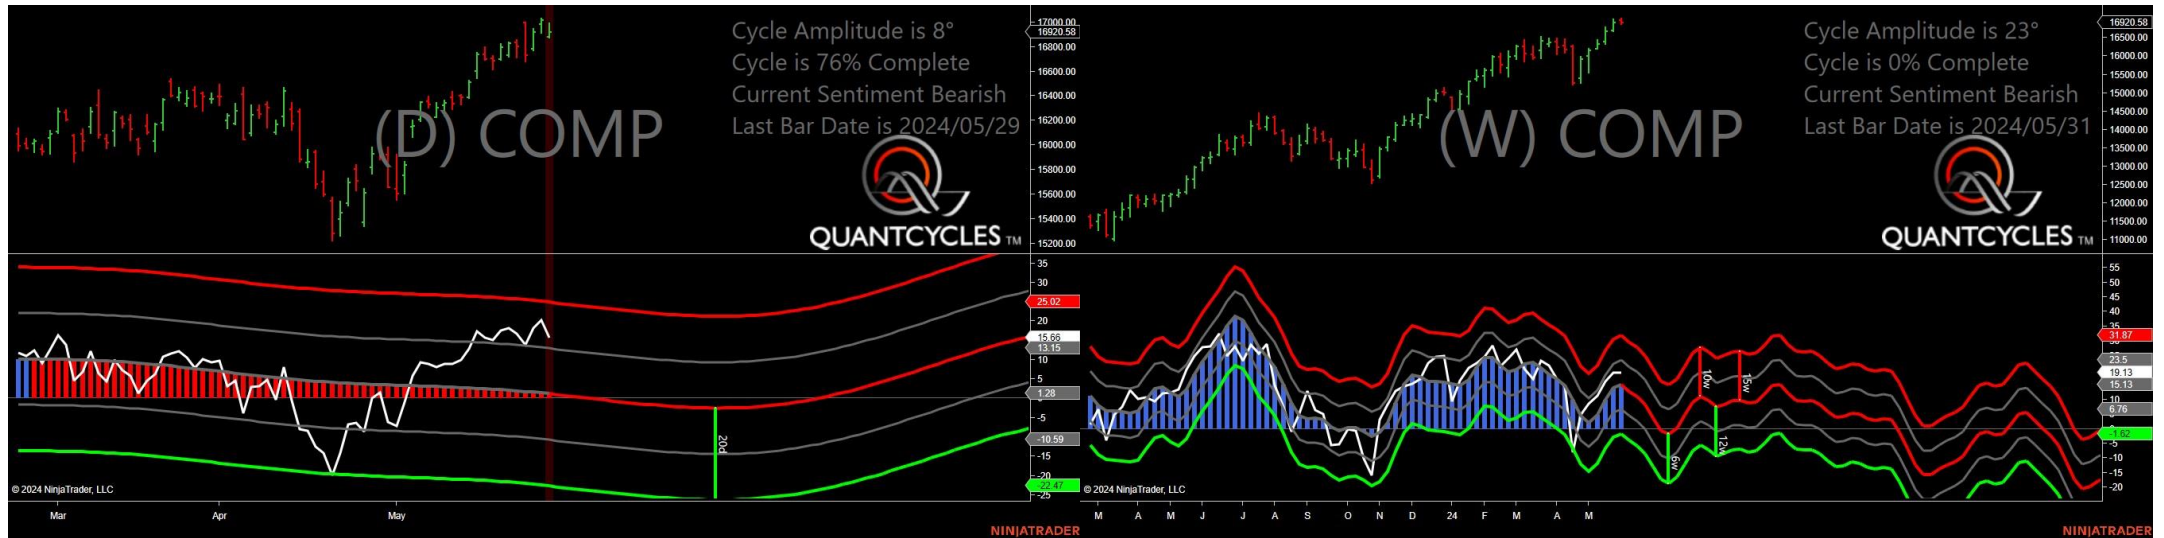 Cycle Amplitude is 8°
Cycle is 76% Complete
Current Sentiment Bearish
Last Bar Date is 2024/05/29
(D) COMP
QUANTCYCLES TM
17000.00
16920.58
16800.00
16600.00
16400.00
16200.00
16000.00
15800.00
15600.00
15400.00
15200.00
35
30
25.02
20
15.66
13.15
10
5
1.28
-5
-10.59
-15
-20
-22.47
-25
20d
© 2024 NinjaTrader, LLC
Mar
Apr
May
NINJATRADER
Cycle Amplitude is 23°
Cycle is 0% Complete
Current Sentiment Bearish
Last Bar Date is 2024/05/31
(W) COMP
QUANTCYCLES TM
16920.58
16500.00
15500.00
15000.00
14500.00
14000.00
13500.00
13000.00
12500.00
12000.00
11500.00
11000.00
55
50
45
40
35
31.87
23.5
19.13
15.13
10
6.76
-1.62
-5
-10
-15
-20
10w
15w
6w
12w
© 2024 NinjaTrader, LLC
M
A
M
J
J
A
S
O
N
D
24
F
M
A
M
NINJATRADER